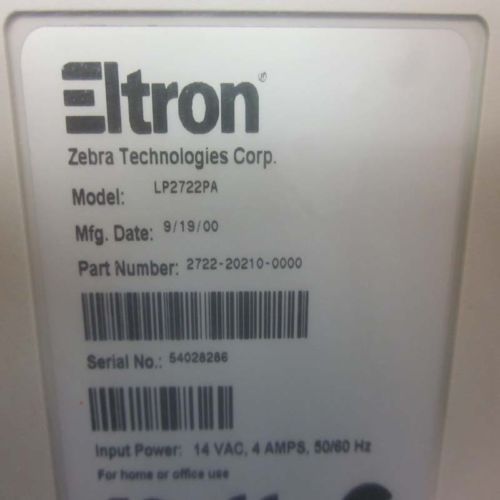 Eltron®
Zebra Technologies Corp.
Model: LP2722PA
Mfg. Date: 9/19/00
Part Number: 2722-20210-0000
Serial No.: 54028286
Input Power: 14 VAC, 4 AMPS, 50/60 Hz
For home or office use